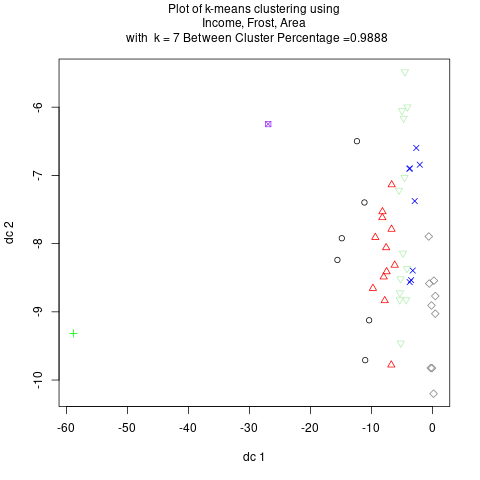 Plot of k-means clustering using
Income, Frost, Area
with  k = 7 Between Cluster Percentage =0.9888
dc 2
-6
-7
-8
-9
-10
-60
-50
-40
-30
-20
-10
0
dc 1